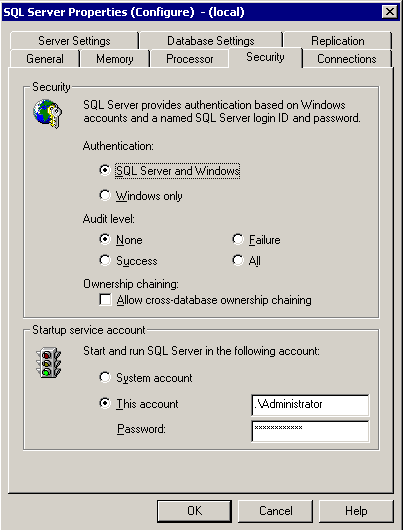 SQL Server Properties (Configure) - (local)
Server Settings Database Settings Replication
General Memory Processor Security Connections
Security
SQL Server provides authentication based on Windows
accounts and a named SQL Server login ID and password.
Authentication:
SQL Server and Windows
Windows only
Audit level:
None Failure
Success All
Ownership chaining:
Allow cross-database ownership chaining
Startup service account
Start and run SQL Server in the following account:
System account
This account .\Administrator
Password: ************
OK Cancel Help